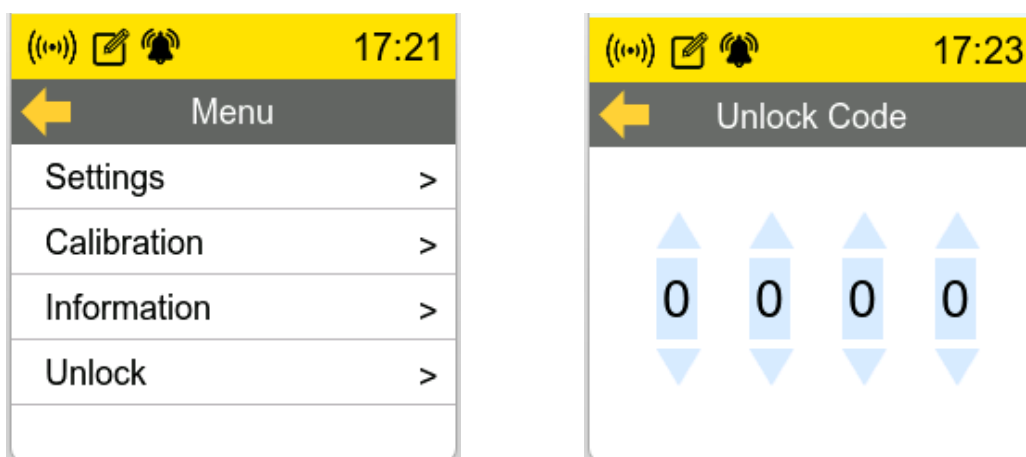 17:21
Menu
Settings >
Calibration >
Information >
Unlock >
17:23
Unlock Code
0 0 0 0